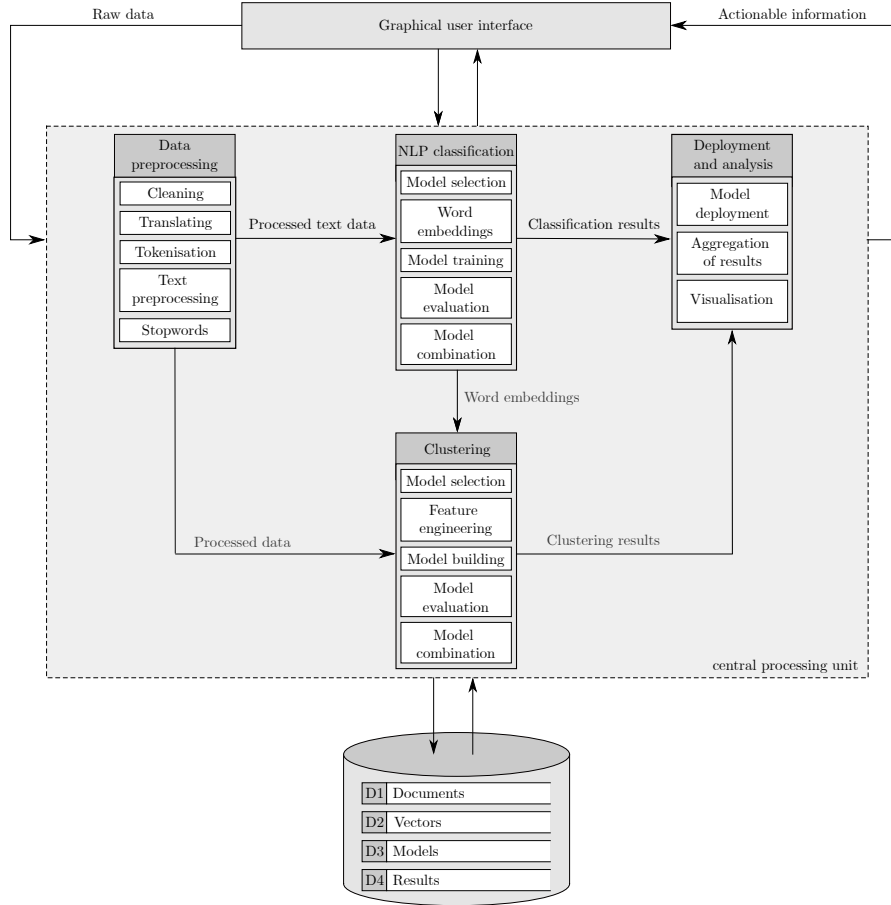 Raw data
Graphical user interface
Actionable information
Data
preprocessing
Cleaning
Translating
Tokenisation
Text
preprocessing
Stopwords
Processed text data
NLP classification
Model selection
Word
embeddings
Model training
Model
evaluation
Model
combination
Classification results
Deployment
and analysis
Model
deployment
Aggregation
of results
Visualisation
Word embeddings
Processed data
Clustering
Model selection
Feature
engineering
Model building
Model
evaluation
Model
combination
Clustering results
central processing unit
D1 Documents
D2 Vectors
D3 Models
D4 Results